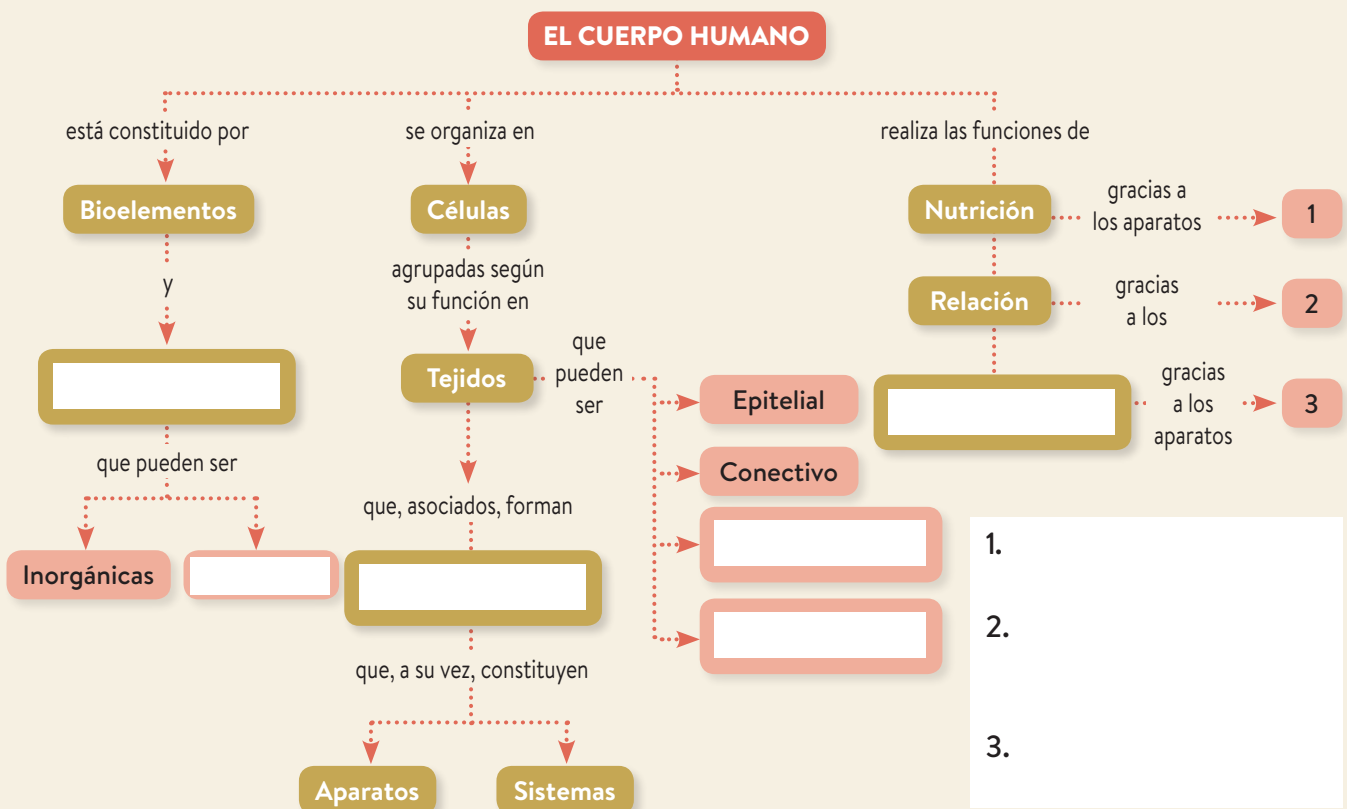 EL CUERPO HUMANO
está constituido por
se organiza en
realiza las funciones de
Bioelementos
Células
Nutrición
gracias a
los aparatos
1
y
agrupadas según
su función en
Relación
gracias
a los
2
Tejidos
que
pueden
ser
Epitelial
gracias
a los
aparatos
3
que pueden ser
Conectivo
que, asociados, forman
Inorgánicas
que, a su vez, constituyen
Aparatos
Sistemas
1.
2.
3.